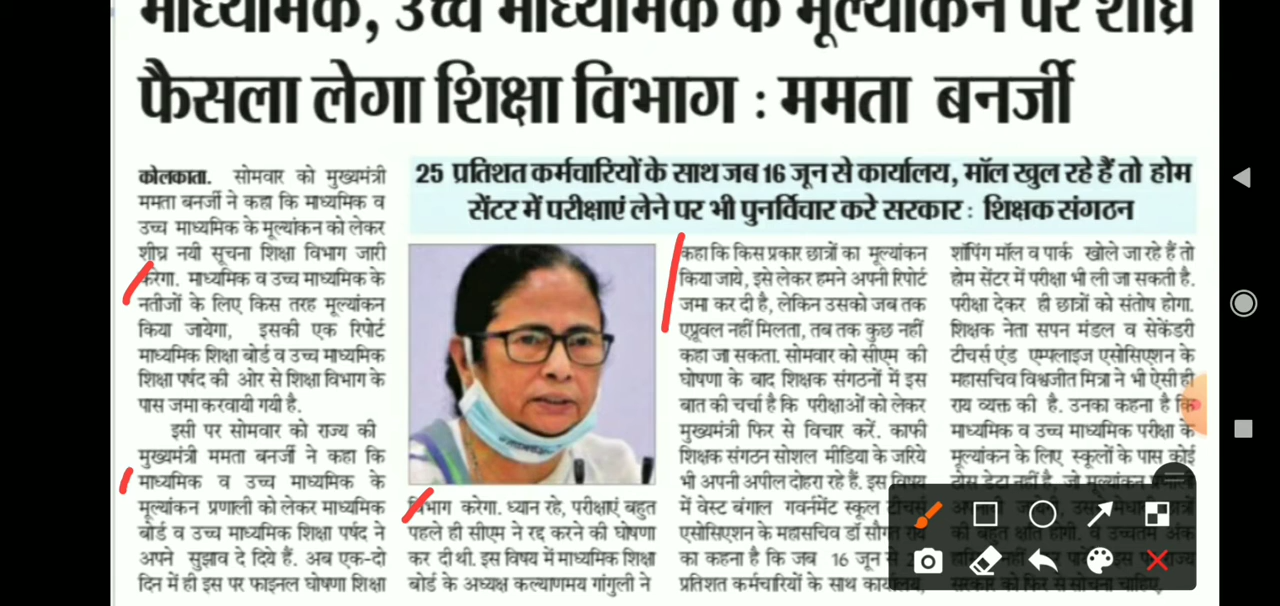 माध्यमिक, उच्च माध्यमिक के मूल्यांकन पर शीघ्र
फैसला लेगा शिक्षा विभाग : ममता बनर्जी
25 प्रतिशत कर्मचारियों के साथ जब 16 जून से कार्यालय, मॉल खुल रहे हैं तो होम
सेंटर में परीक्षाएं लेने पर भी पुनर्विचार करे सरकार : शिक्षक संगठन
कोलकाता. सोमवार को मुख्यमंत्री
ममता बनर्जी ने कहा कि माध्यमिक व
उच्च माध्यमिक के मूल्यांकन को लेकर
शीघ्र नयी सूचना शिक्षा विभाग जारी
करेगा. माध्यमिक व उच्च माध्यमिक के
नतीजों के लिए किस तरह मूल्यांकन
किया जायेगा, इसकी एक रिपोर्ट
माध्यमिक शिक्षा बोर्ड व उच्च माध्यमिक
शिक्षा पर्षद की ओर से शिक्षा विभाग के
पास जमा करवायी गयी है.
इसी पर सोमवार को राज्य की
मुख्यमंत्री ममता बनर्जी ने कहा कि
माध्यमिक व उच्च माध्यमिक के
मूल्यांकन प्रणाली को लेकर माध्यमिक
बोर्ड व उच्च माध्यमिक शिक्षा पर्षद ने
अपने सुझाव दे दिये हैं. अब एक-दो
दिन में ही इस पर फाइनल घोषणा शिक्षा
विभाग करेगा. ध्यान रहे, परीक्षाएं बहुत
पहले ही सीएम ने रद्द करने की घोषणा
कर दी थी. इस विषय में माध्यमिक शिक्षा
बोर्ड के अध्यक्ष कल्याणमय गांगुली ने
कहा कि किस प्रकार छात्रों का मूल्यांकन
किया जाये, इसे लेकर हमने अपनी रिपोर्ट
जमा कर दी है, लेकिन उसको जब तक
एप्रूवल नहीं मिलता, तब तक कुछ नहीं
कहा जा सकता. सोमवार को सीएम की
घोषणा के बाद शिक्षक संगठनों में इस
बात की चर्चा है कि परीक्षाओं को लेकर
मुख्यमंत्री फिर से विचार करें. काफी
शिक्षक संगठन सोशल मीडिया के जरिये
भी अपनी अपील दोहरा रहे हैं. इस विषय
में वेस्ट बंगाल गवर्नमेंट स्कूल टीचर्स
एसोसिएशन के महासचिव डॉ सौगत
का कहना है कि जब 16 जून से
प्रतिशत कर्मचारियों के साथ कार्यालय,
शॉपिंग मॉल व पार्क खोले जा रहे हैं तो
होम सेंटर में परीक्षा भी ली जा सकती है.
परीक्षा देकर ही छात्रों को संतोष होगा.
शिक्षक नेता सपन मंडल व सेकेंडरी
टीचर्स एंड एम्प्लाइज एसोसिएशन के
महासचिव विश्वजीत मित्रा ने भी ऐसी ही
राय व्यक्त की है. उनका कहना है कि
माध्यमिक व उच्च माध्यमिक परीक्षा के
मूल्यांकन के लिए स्कूलों के पास कोई
ठोस डेटा नहीं है. जो मूल्यांकन
सरकार को फिर से सोचना चाहिए.